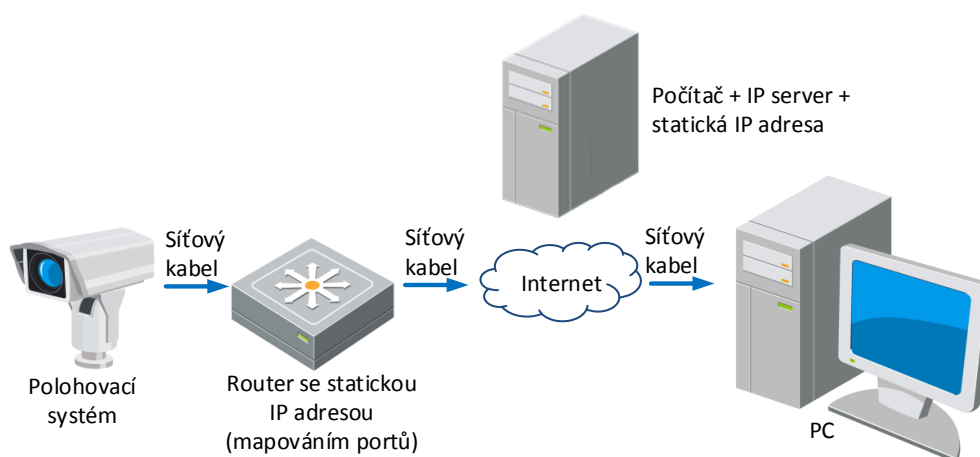 Počítač + IP server +
statická IP adresa
Síťový
kabel
Síťový
kabel
Síťový
kabel
Internet
Polohovací
systém
Router se statickou
IP adresou
(mapováním portů)
PC